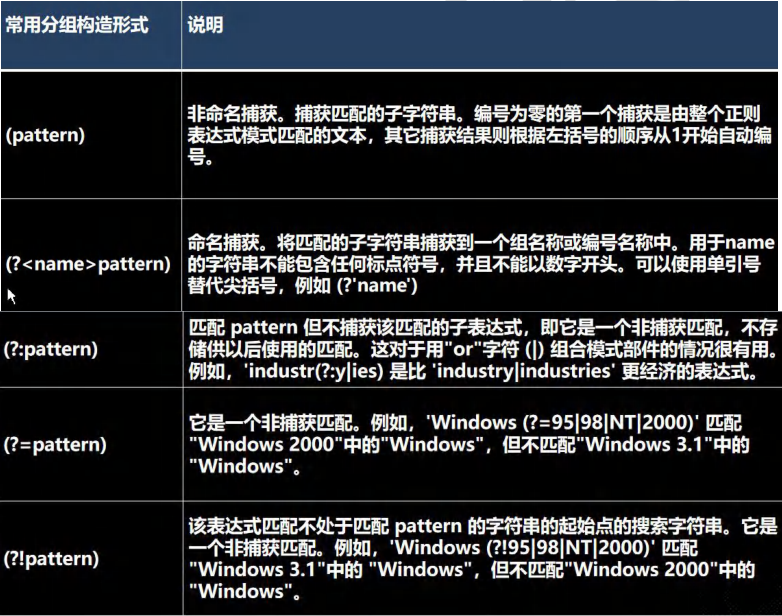 常用分组构造形式
说明
(pattern)
非命名捕获。捕获匹配的子字符串。编号为零的第一个捕获是由整个正则
表达式模式匹配的文本，其它捕获结果则根据左括号的顺序从1开始自动编
号。
(?<name>pattern)
命名捕获。将匹配的子字符串捕获到一个组名称或编号名称中。用于name
的字符串不能包含任何标点符号，并且不能以数字开头。可以使用单引号
替代尖括号，例如 (?'name')
(?:pattern)
匹配 pattern 但不捕获该匹配的子表达式，即它是一个非捕获匹配，不存
储供以后使用的匹配。这对于用"or"字符 (|) 组合模式部件的情况很有用。
例如，'industr(?:y|ies) 是比 'industry|industries' 更经济的表达式。
(?=pattern)
它是一个非捕获匹配。例如，'Windows (?=95|98|NT|2000)' 匹配
"Windows 2000"中的"Windows"，但不匹配"Windows 3.1"中的
"Windows"。
(?!pattern)
该表达式匹配不处于匹配 pattern 的字符串的起始点的搜索字符串。它是
一个非捕获匹配。例如，'Windows (?!95|98|NT|2000)' 匹配
"Windows 3.1"中的 "Windows"，但不匹配"Windows 2000"中的
"Windows"。